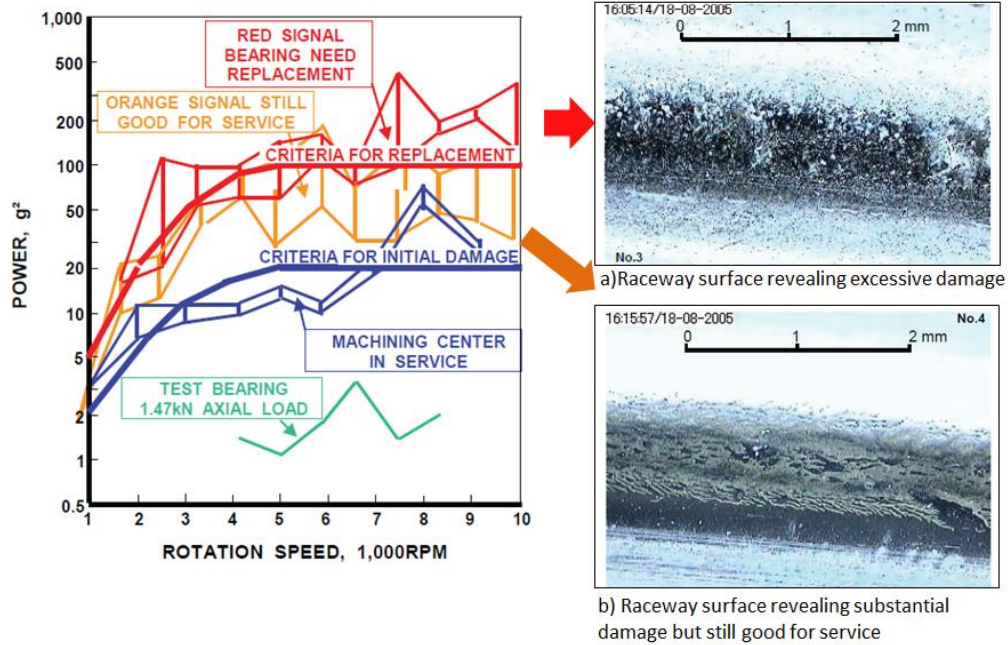 1,000
500
200
100
50
20
10
5
2
1
0.5
POWER, g²
RED SIGNAL
BEARING NEED
REPLACEMENT
ORANGE SIGNAL STILL
GOOD FOR SERVICE
CRITERIA FOR REPLACEMENT
CRITERIA FOR INITIAL DAMAGE
MACHINING CENTER
IN SERVICE
TEST BEARING
1.47kN AXIAL LOAD
1 2 3 4 5 6 7 8 9 10
ROTATION SPEED, 1,000RPM
16:05:14/18-08-2005
0 1 2 mm
No.3
a)Raceway surface revealing excessive damage
16:15:57/18-08-2005 No.4
0 1 2 mm
b) Raceway surface revealing substantial
damage but still good for service